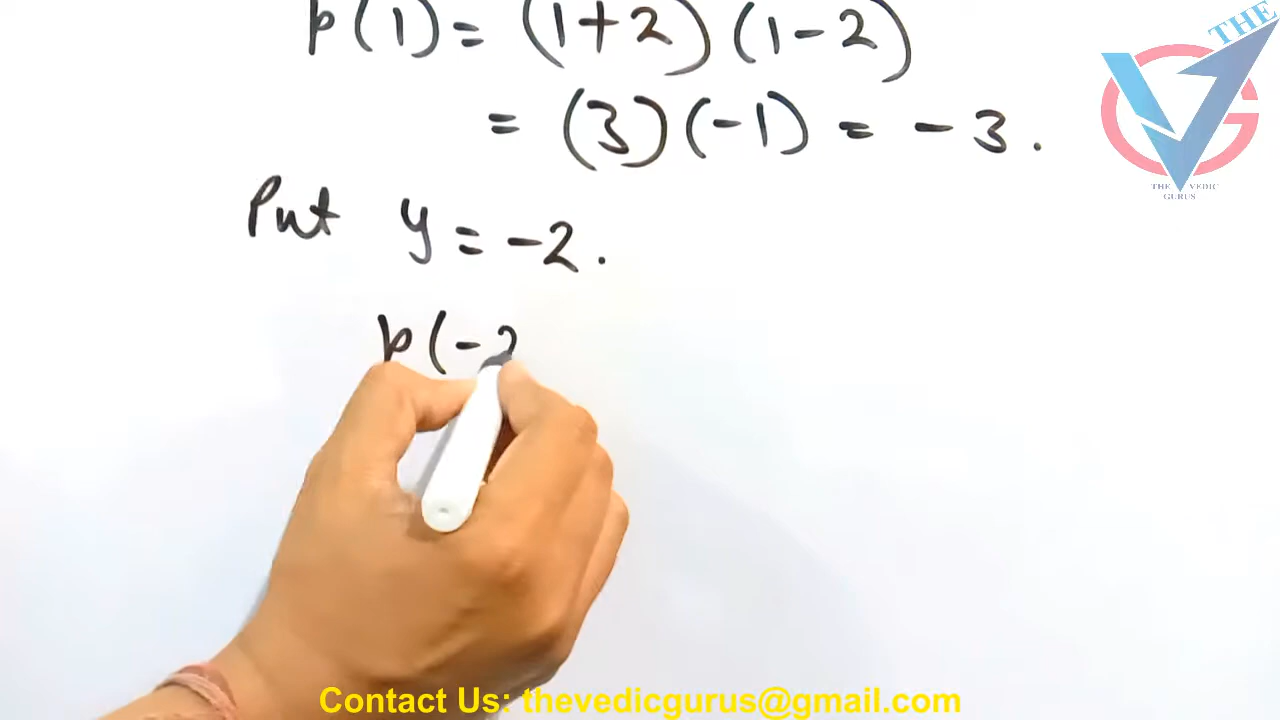 p(1) = (1+2)(1-2)
= (3)(-1) = -3.
Put y = -2.
p(-2
THE
THE VEDIC
GURUS
Contact Us: thevedicgurus@gmail.com